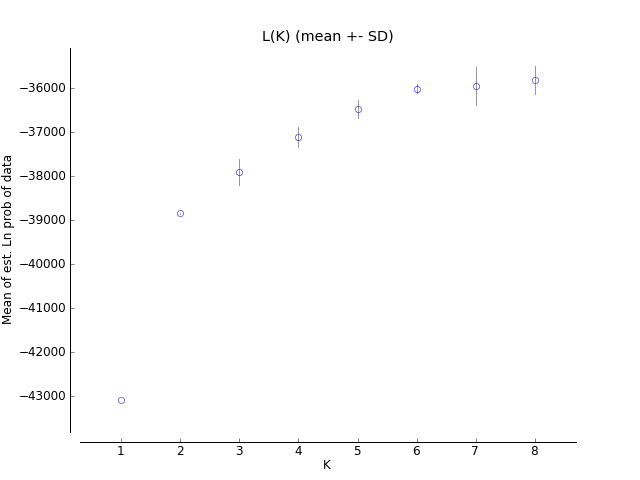 L(K) (mean +- SD)
Mean of est. Ln prob of data
−36000
−37000
−38000
−39000
−40000
−41000
−42000
−43000
1 2 3 4 5 6 7 8
K